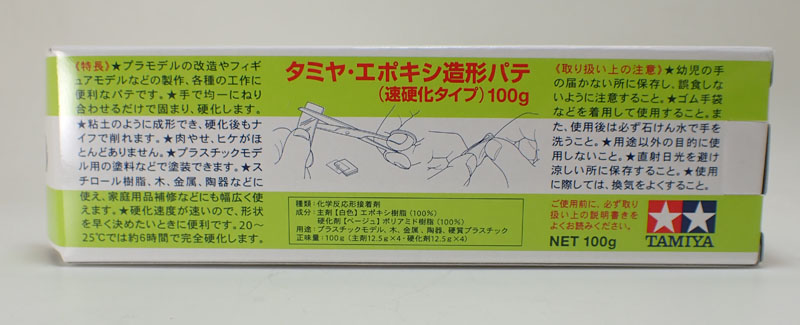 《特長》★プラモデルの改造やフィギ
ュアモデルなどの製作、各種の工作に
便利なパテです。★手で均一にねり
合わせるだけで固まり、硬化します。
★粘土のように成形でき、硬化後もナ
イフで削れます。★肉やせ、ヒケがほ
とんどありません。★プラスチックモデ
ル用の塗料などで塗装できます。★ス
チロール樹脂、木、金属、陶器などに
使え、家庭用品補修などにも幅広く使
えます。★硬化速度が速いので、形状
を早く決めたいときに便利です。20〜
25℃では約6時間で完全硬化します。
タミヤ・エポキシ造形パテ
(速硬化タイプ)100g
種類:化学反応形接着剤
成分:主剤【白色】エポキシ樹脂(100%)
硬化剤【ベージュ】ポリアミド樹脂(100%)
用途:プラスチックモデル、木、金属、陶器、硬質プラスチック
正味量:100g(主剤12.5g×4・硬化剤12.5g×4)
《取り扱い上の注意》★幼児の手
の届かない所に保存し、誤食しな
いように注意すること。★ゴム手袋
などを着用して使用すること。ま
た、使用後は必ず石けん水で手を
洗うこと。★用途以外の目的に使
用しないこと。★直射日光を避け
涼しい所に保存すること。★使用
に際しては、換気をよくすること。
ご使用前に、必ず取り
扱い上の説明書きを
よくお読みください。
NET 100g
TAMIYA